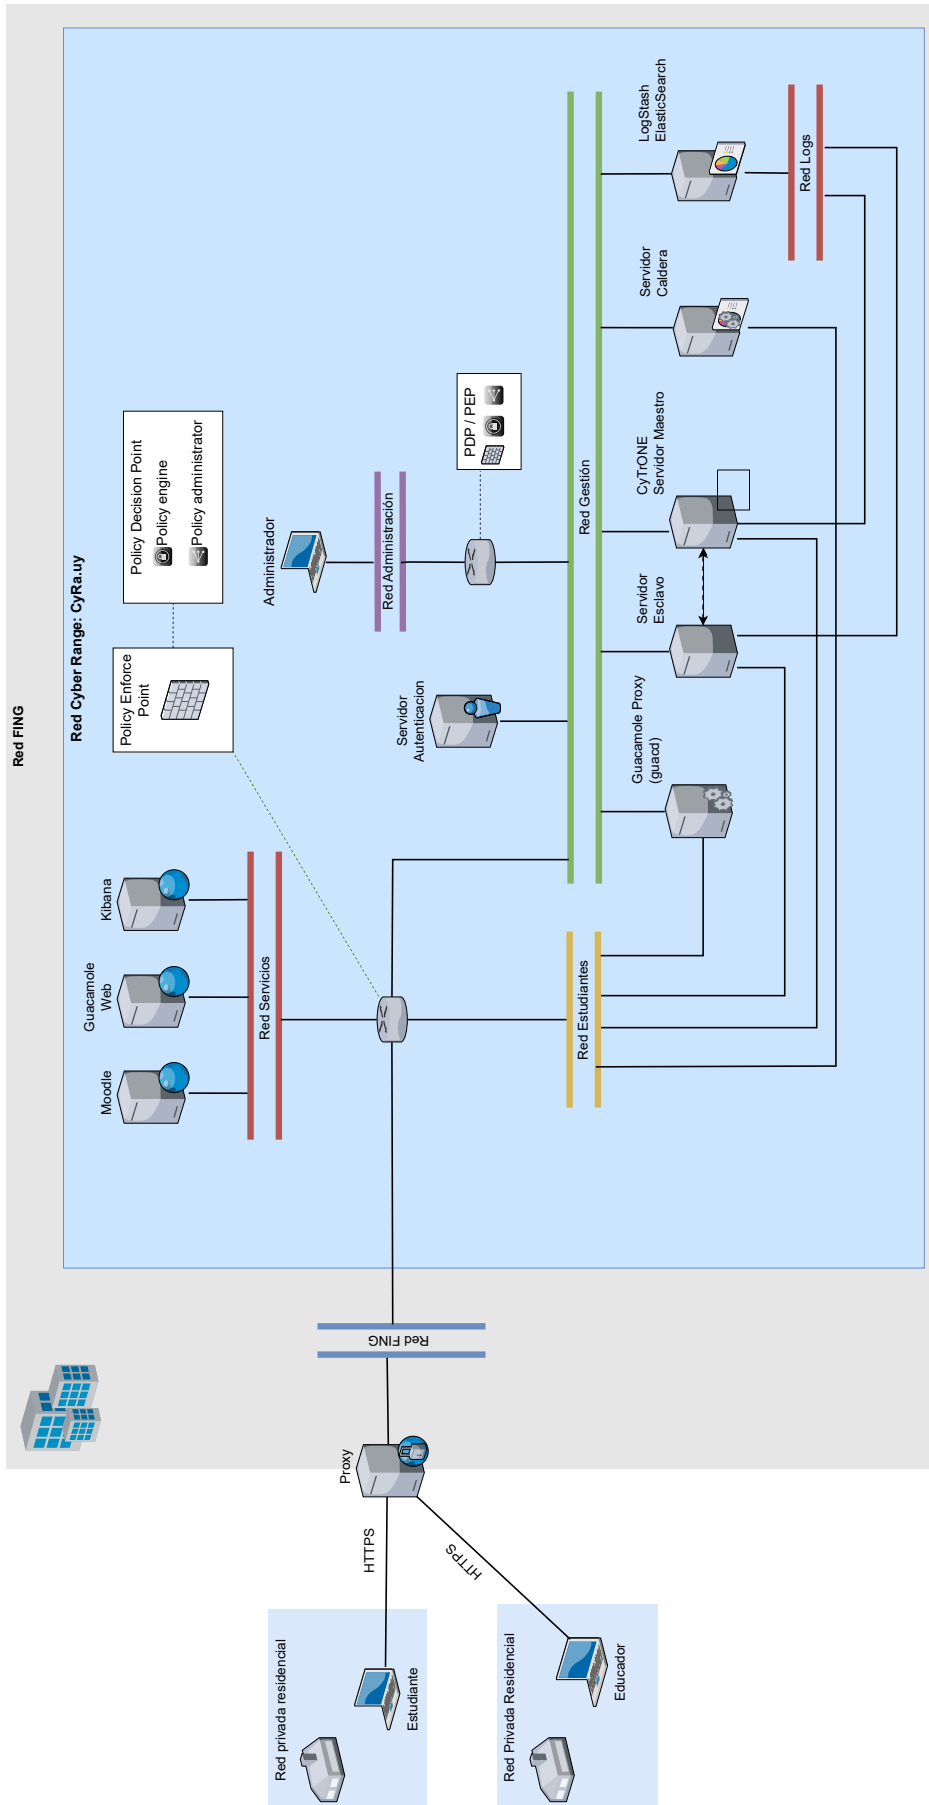 Red FING
Red Cyber Range: CyRa.uy
Moodle
Guacamole
Web
Kibana
Red Servicios
Policy Enforce
Point
Policy Decision Point
Policy engine
Policy administrator
Administrador
Red Administración
PDP / PEP
Servidor
Autenticacion
Red Gestión
Red Estudiantes
Guacamole Proxy
(guacd)
Servidor
Esclavo
CyTrONE
Servidor Maestro
Servidor
Caldera
LogStash
ElasticSearch
Red Logs
Red FING
Proxy
HTTPS
HTTPS
Red privada residencial
Estudiante
Red Privada Residencial
Educador